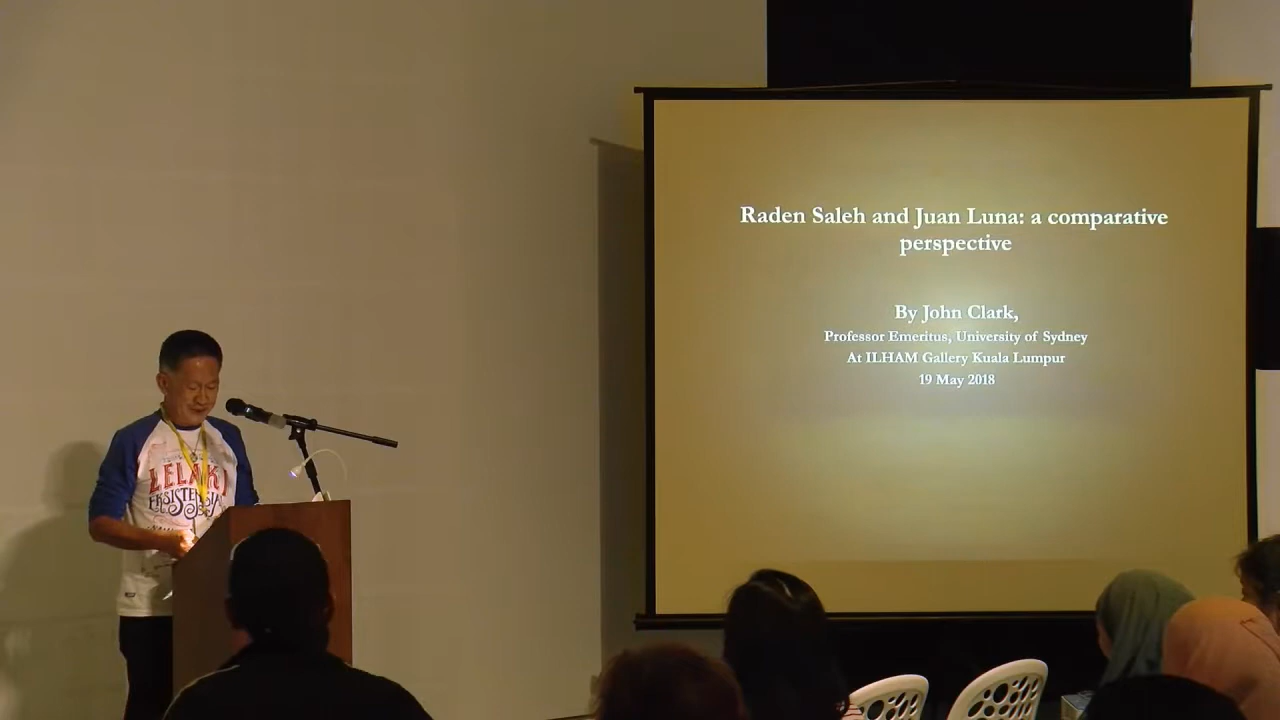 Raden Saleh and Juan Luna: a comparative
perspective
By John Clark,
Professor Emeritus, University of Sydney
At ILHAM Gallery Kuala Lumpur
19 May 2018
LELAKI
EKSISTENSIAL